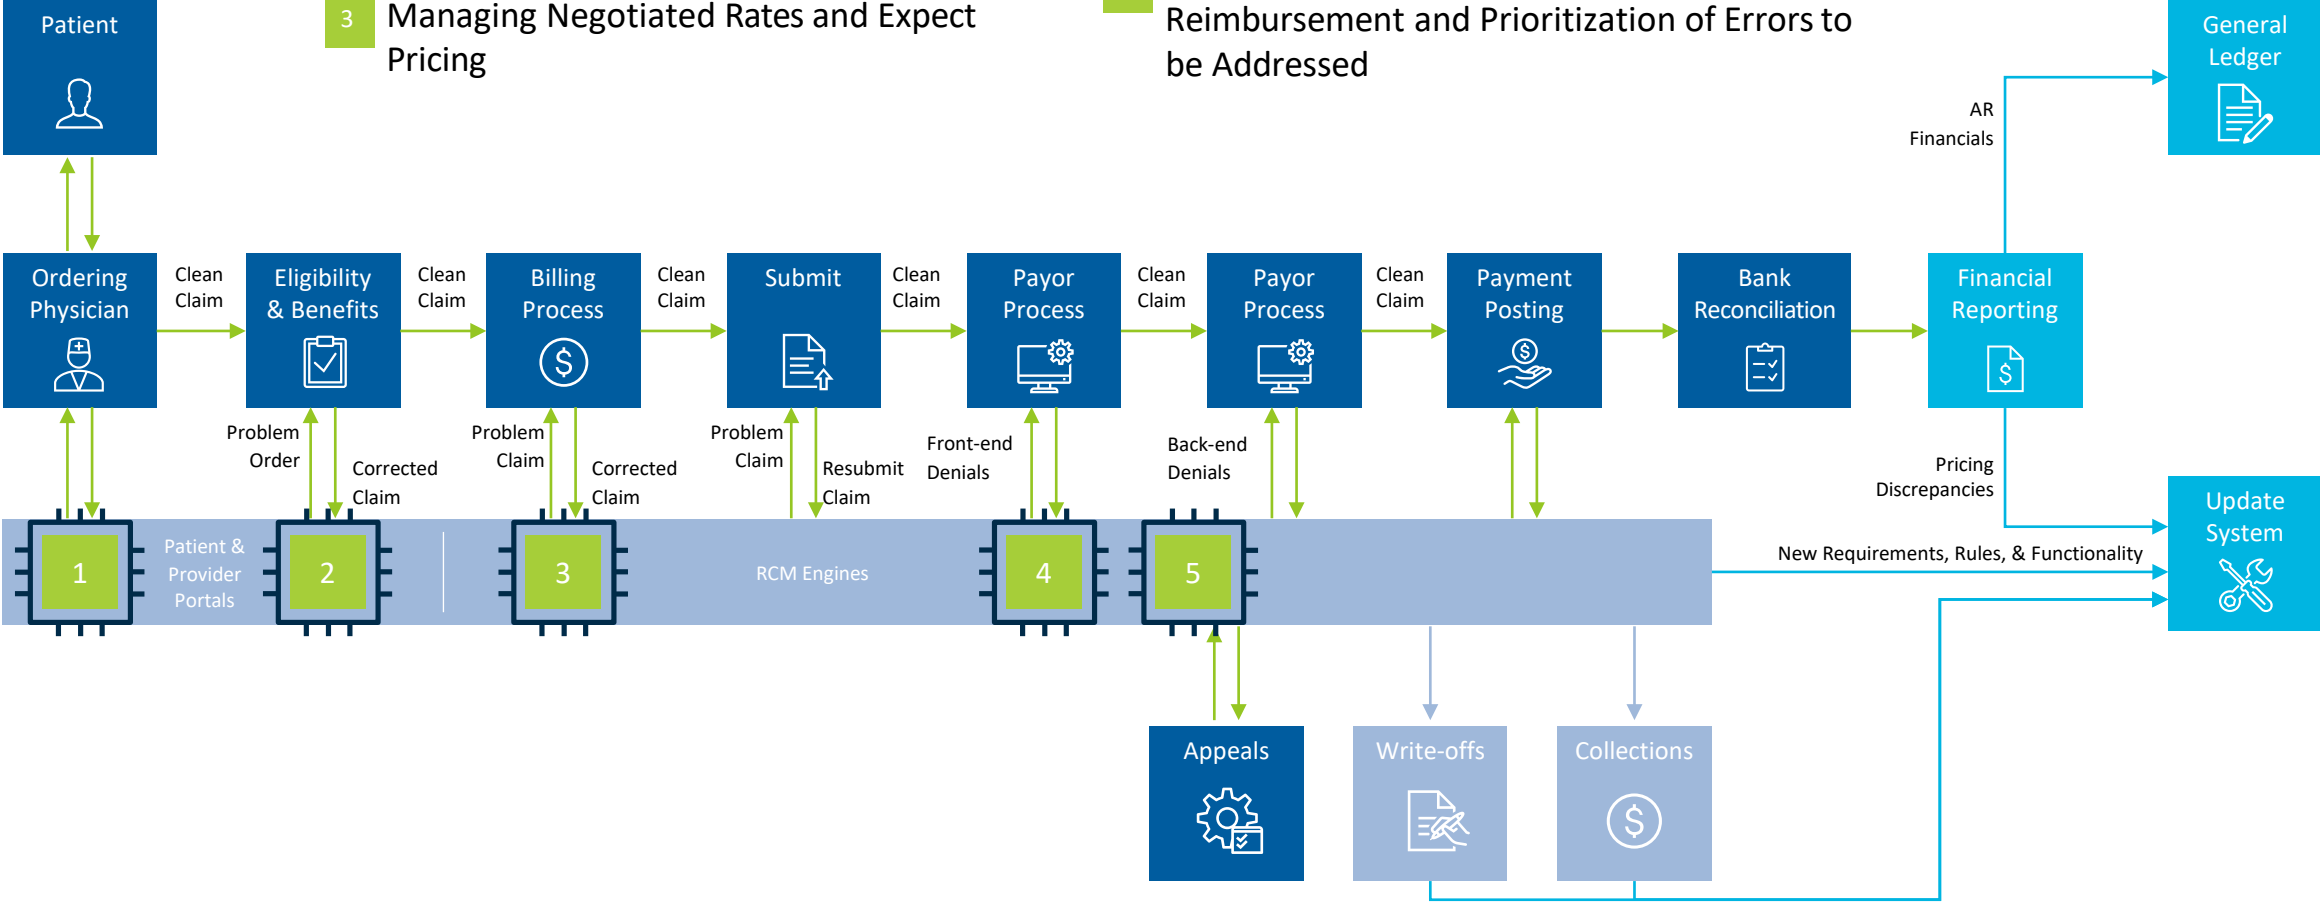 Patient
3
Managing Negotiated Rates and Expect
Pricing
Reimbursement and Prioritization of Errors to
be Addressed
General
Ledger
AR
Financials
Ordering
Physician
Clean
Claim
Eligibility
& Benefits
Clean
Claim
Billing
Process
Clean
Claim
Submit
Clean
Claim
Payor
Process
Clean
Claim
Payor
Process
Clean
Claim
Payment
Posting
Bank
Reconciliation
Financial
Reporting
Problem
Order
Corrected
Claim
Problem
Claim
Corrected
Claim
Problem
Claim
Resubmit
Claim
Front-end
Denials
Back-end
Denials
Pricing
Discrepancies
Update
System
1
Patient &
Provider
Portals
2
3
RCM Engines
4
5
New Requirements, Rules, & Functionality
Appeals
Write-offs
Collections